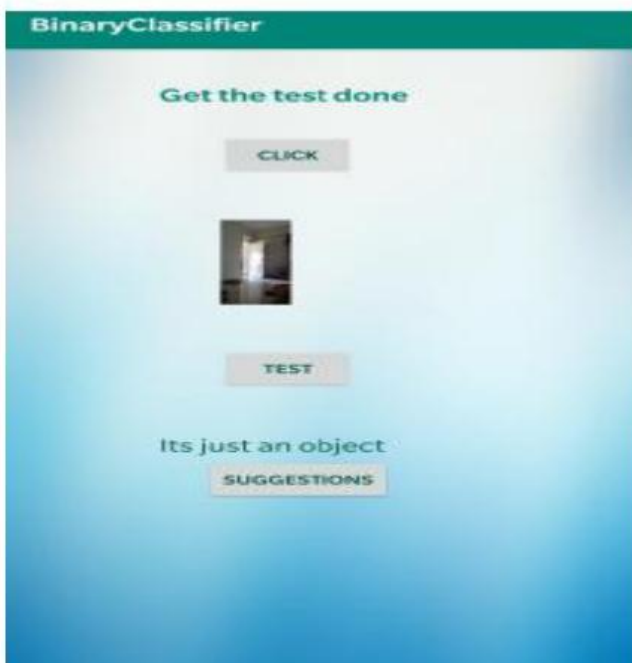 BinaryClassifier
Get the test done
CLICK
TEST
Its just an object
SUGGESTIONS